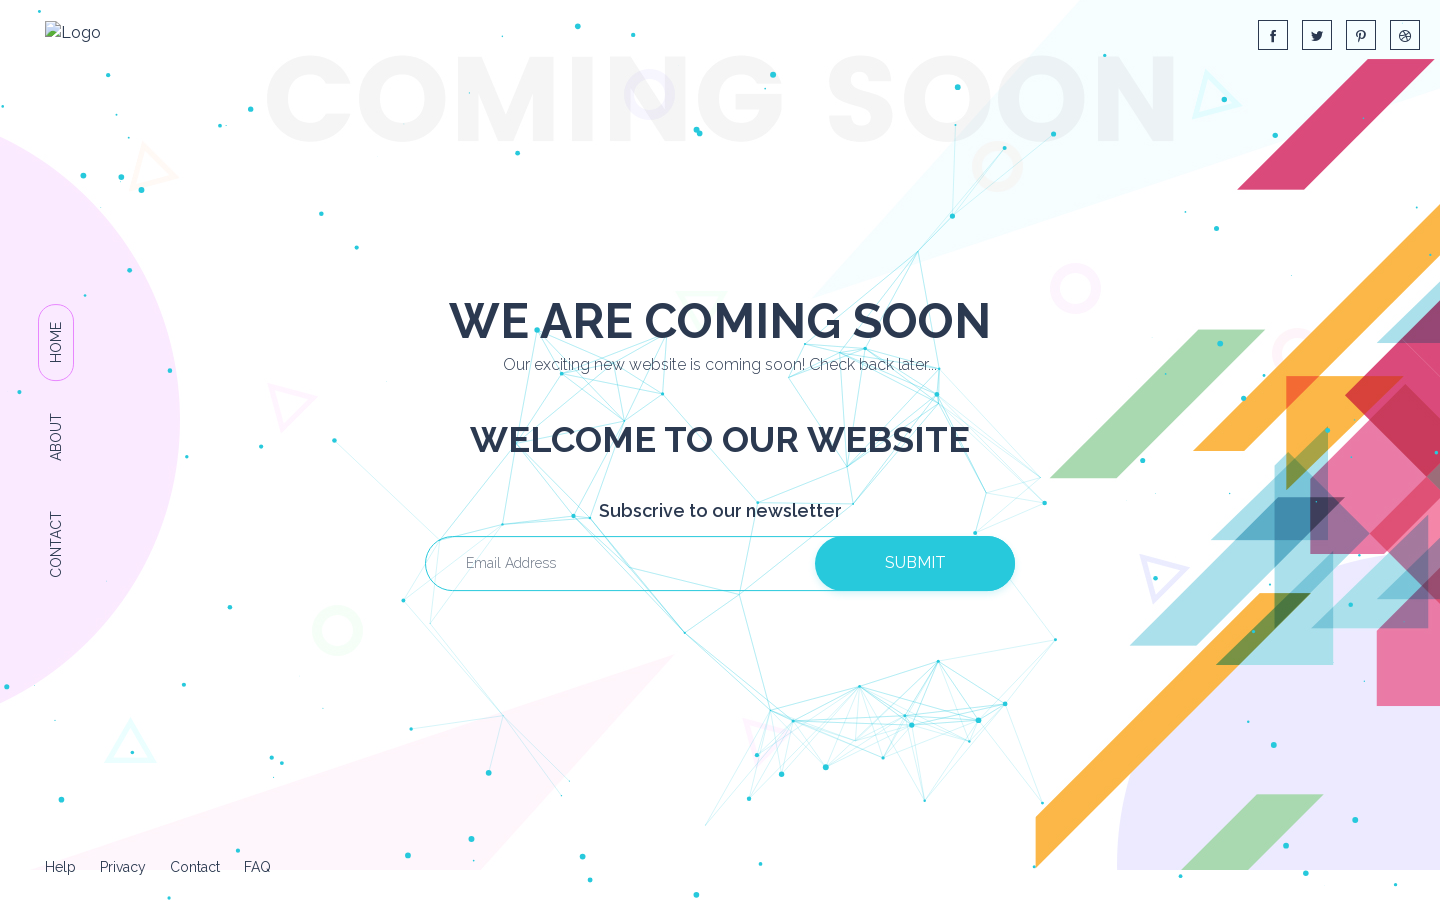 Logo
COMING SOON
HOME
ABOUT
CONTACT
WE ARE COMING SOON
Our exciting new website is coming soon! Check back later....
WELCOME TO OUR WEBSITE
Subscrive to our newsletter
Email Address
SUBMIT
Help Privacy Contact FAQ